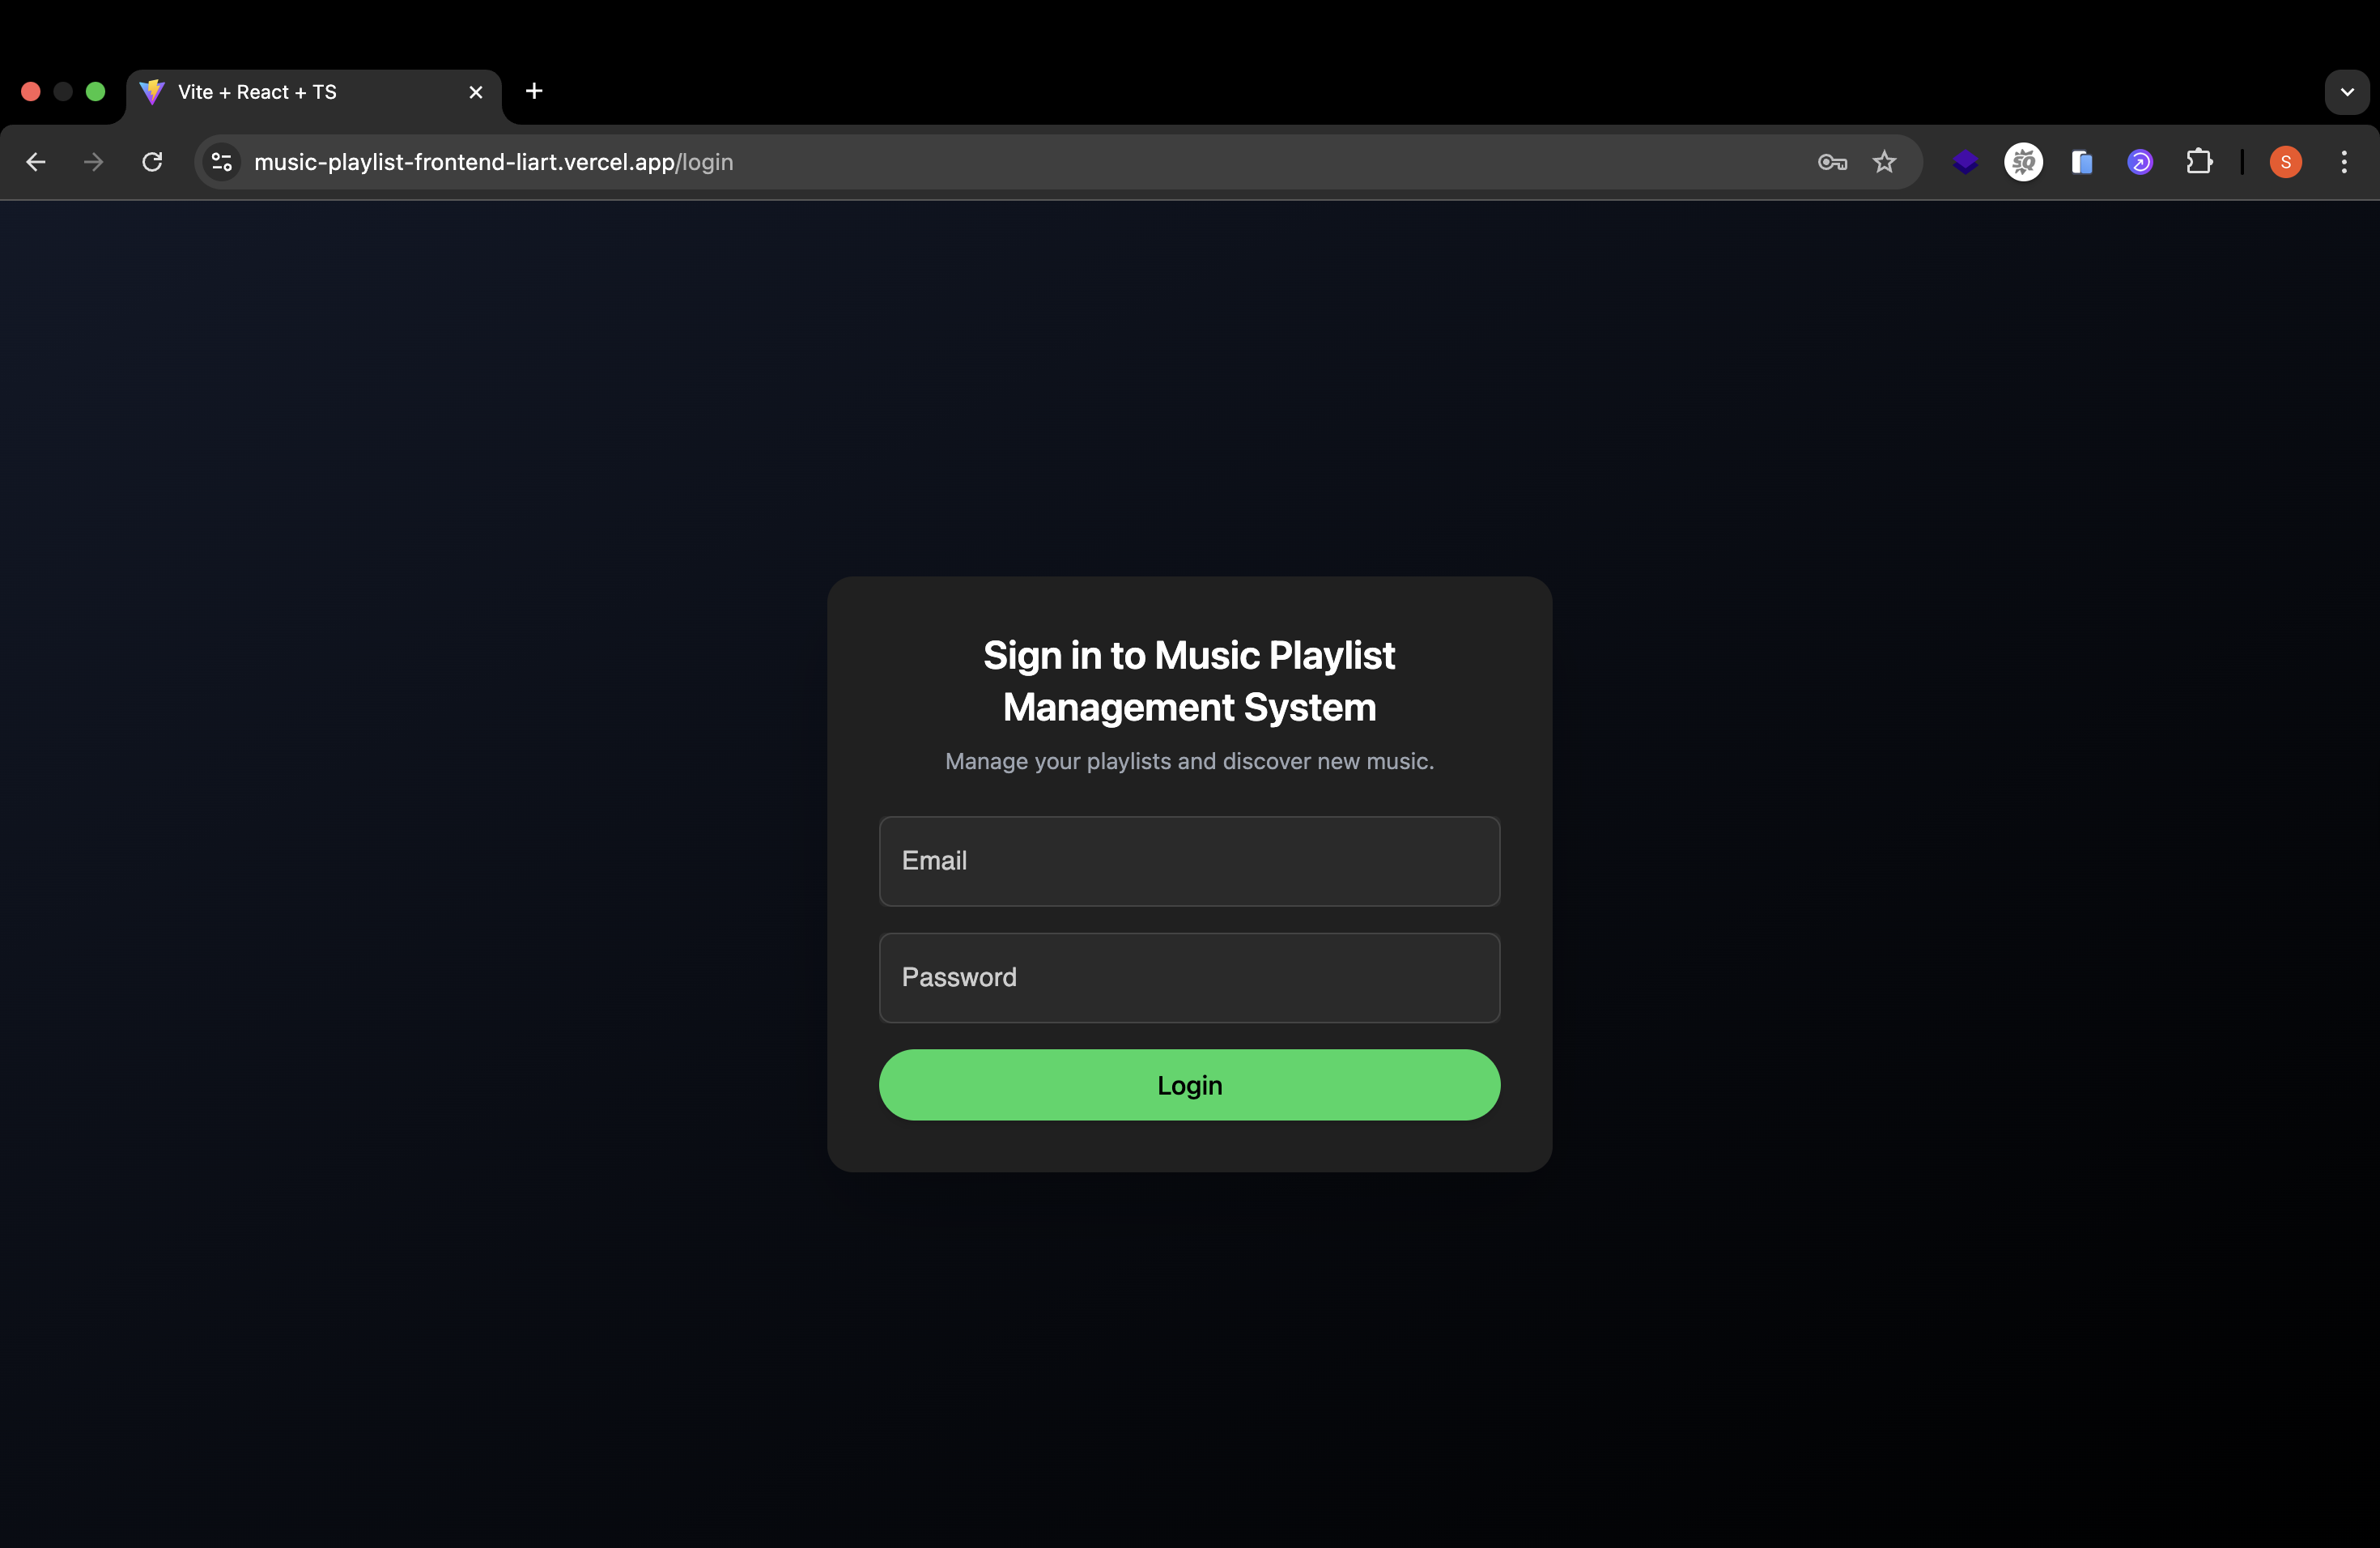 Vite + React + TS
music-playlist-frontend-liart.vercel.app/login
SQ
S
Sign in to Music Playlist
Management System
Manage your playlists and discover new music.
Email
Password
Login